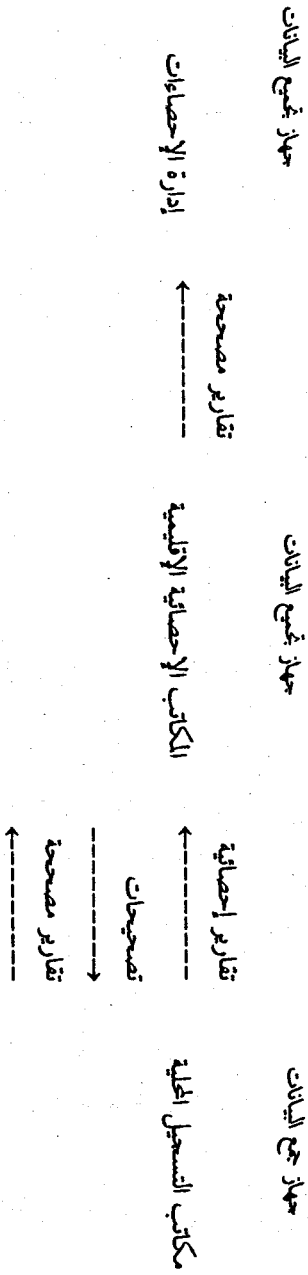 جهاز جمع البيانات
جهاز تجميع البيانات
جهاز تجميع البيانات
مكاتب التسجيل المحلية
تقارير إحصائية
تصحيحات
تقارير مصححة
المكاتب الإحصائية الإقليمية
تقارير مصححة
إدارة الإحصاءات